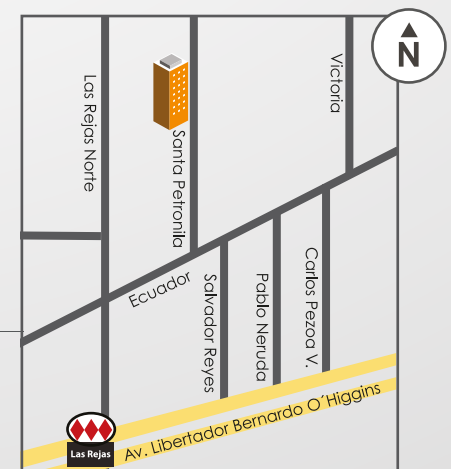 N
Las Rejas Norte
Santa Petronila
Victoria
Ecuador
Salvador Reyes
Pablo Neruda
Carlos Pezoa V.
Av. Libertador Bernardo O´Higgins
Las Rejas